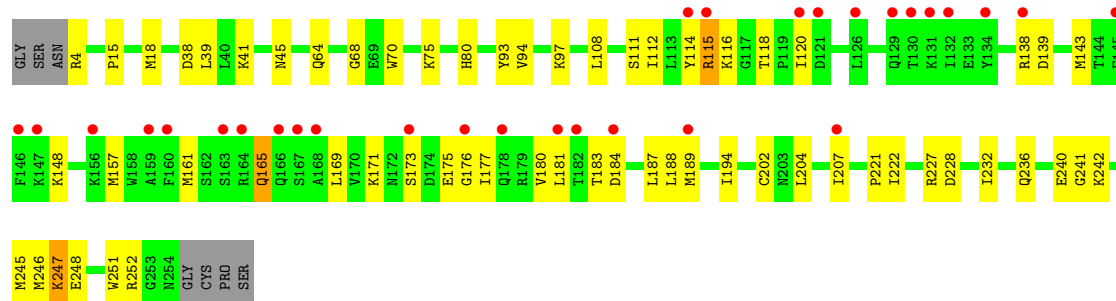 GLY SER ASN R4 P15 M18 D38 L39 L40 K41 N45 Q64 G68 E69 W70 K75 H80 Y93 V94 K97 L108 S111 I112 L113 Y114 R115 K116 G117 T118 P119 I120 D121 L126 Q129 T130 K131 I132 E133 Y134 R138 D139 M143 T144
F146 K147 K148 K156 M157 W158 A159 F160 M161 S162 S163 R164 Q165 Q166 S167 A168 L169 V170 K171 N172 S173 D174 E175 G176 I177 Q178 R179 V180 L181 T182 T183 D184 L187 L188 M189 I194 C202 N203 L204 I207 P221 I222 R227 D228 I232 Q236 E240 G241 K242
M245 M246 K247 E248 W251 R252 G253 N254 GLY CYS PRO SER